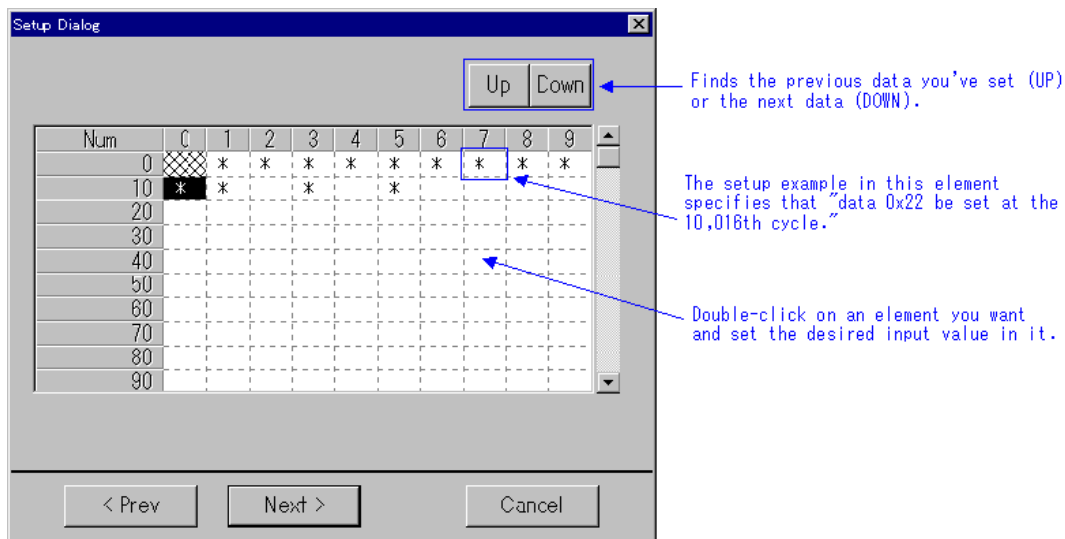 Setup Dialog
Up Down
Finds the previous data you've set (UP)
or the next data (DOWN).
Num 0 1 2 3 4 5 6 7 8 9
0 * * * * * * * * *
10 * * * *
20
30
40
50
60
70
80
90
The setup example in this element
specifies that "data 0x22 be set at the
10,016th cycle."
Double-click on an element you want
and set the desired input value in it.
< Prev Next > Cancel